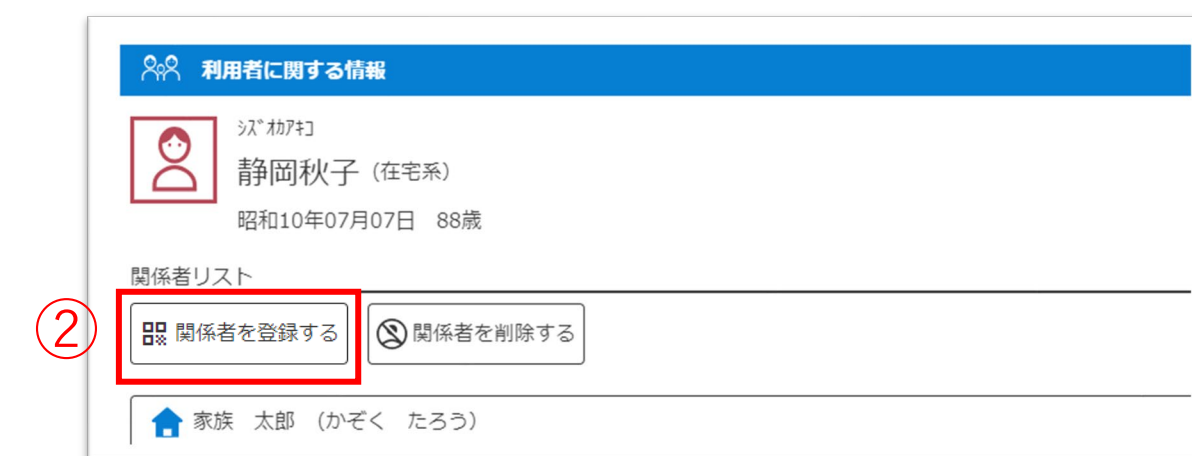 利用者に関する情報
ｼｽﾞｵｶｱｷｺ
静岡秋子（在宅系）
昭和10年07月07日　88歳
関係者リスト
②
関係者を登録する
関係者を削除する
家族　太郎　（かぞく　たろう）